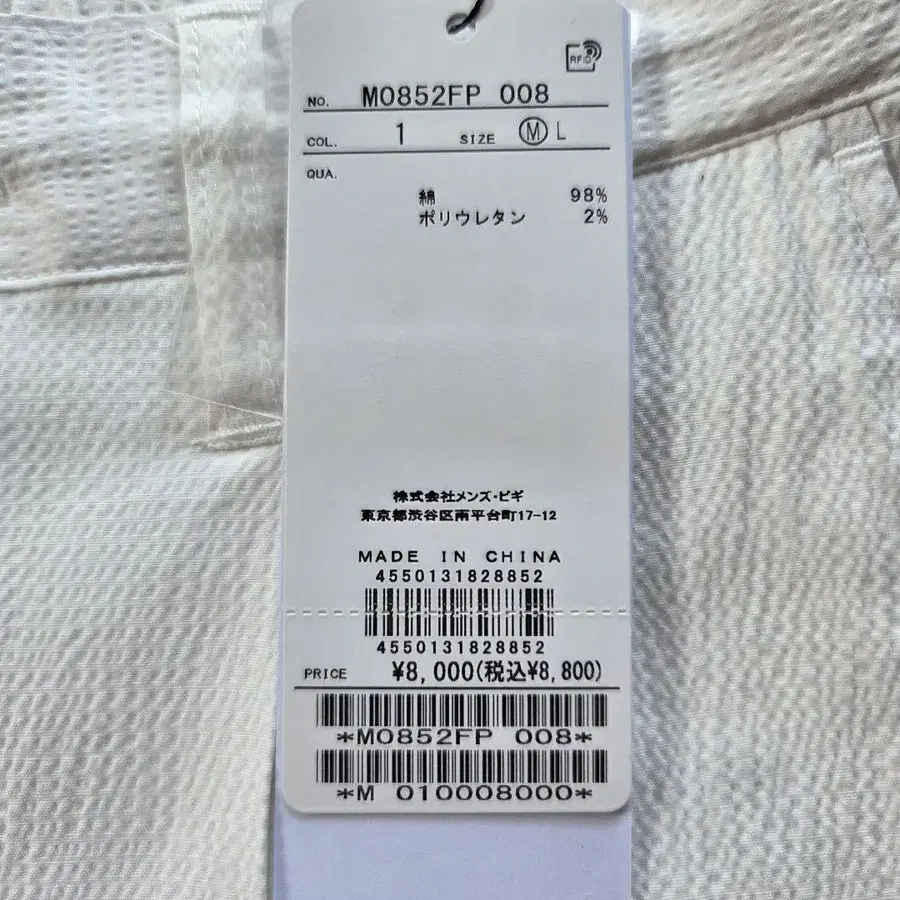 RFID
NO. M0852FP 008
COL. 1 SIZE M L
QUA.
綿 98%
ポリウレタン 2%
株式会社メンズ・ビギ
東京都渋谷区南平台町17-12
MADE IN CHINA
4550131828852
4550131828852
PRICE ¥8,000(税込¥8,800)
*M0852FP 008*
*M 010008000*